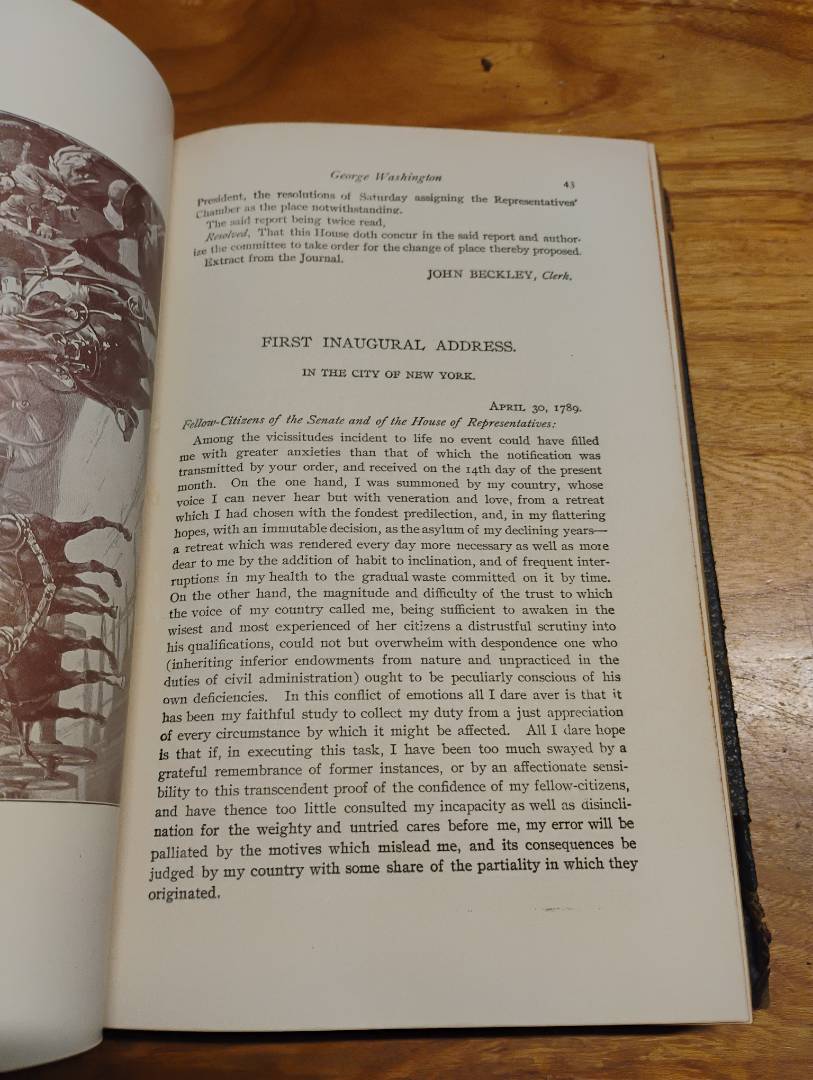 George Washington 43
President, the resolutions of Saturday assigning the Representatives'
Chamber as the place notwithstanding.
The said report being twice read,
Resolved, That this House doth concur in the said report and author-
ize the committee to take order for the change of place thereby proposed.
Extract from the Journal.
JOHN BECKLEY, Clerk.
FIRST INAUGURAL ADDRESS.
IN THE CITY OF NEW YORK.
APRIL 30, 1789.
Fellow-Citizens of the Senate and of the House of Representatives:
Among the vicissitudes incident to life no event could have filled
me with greater anxieties than that of which the notification was
transmitted by your order, and received on the 14th day of the present
month. On the one hand, I was summoned by my country, whose
voice I can never hear but with veneration and love, from a retreat
which I had chosen with the fondest predilection, and, in my flattering
hopes, with an immutable decision, as the asylum of my declining years—
a retreat which was rendered every day more necessary as well as more
dear to me by the addition of habit to inclination, and of frequent inter-
ruptions in my health to the gradual waste committed on it by time.
On the other hand, the magnitude and difficulty of the trust to which
the voice of my country called me, being sufficient to awaken in the
wisest and most experienced of her citizens a distrustful scrutiny into
his qualifications, could not but overwhelm with despondence one who
(inheriting inferior endowments from nature and unpracticed in the
duties of civil administration) ought to be peculiarly conscious of his
own deficiencies. In this conflict of emotions all I dare aver is that it
has been my faithful study to collect my duty from a just appreciation
of every circumstance by which it might be affected. All I dare hope
is that if, in executing this task, I have been too much swayed by a
grateful remembrance of former instances, or by an affectionate sensi-
bility to this transcendent proof of the confidence of my fellow-citizens,
and have thence too little consulted my incapacity as well as disincli-
nation for the weighty and untried cares before me, my error will be
palliated by the motives which mislead me, and its consequences be
judged by my country with some share of the partiality in which they
originated.